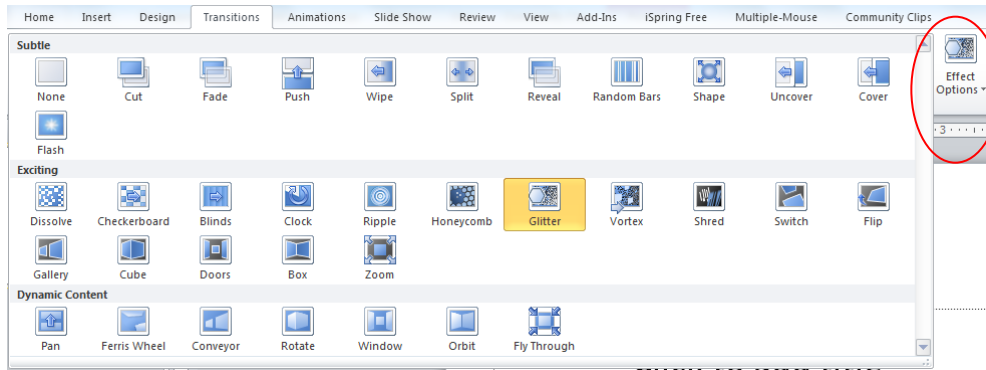 Home Insert Design Transitions Animations Slide Show Review View Add-Ins iSpring Free Multiple-Mouse Community Clips
Subtle
None Cut Fade Push Wipe Split Reveal Random Bars Shape Uncover Cover
Flash
Exciting
Dissolve Checkerboard Blinds Clock Ripple Honeycomb Glitter Vortex Shred Switch Flip
Gallery Cube Doors Box Zoom
Dynamic Content
Pan Ferris Wheel Conveyor Rotate Window Orbit Fly Through
Effect
Options
3